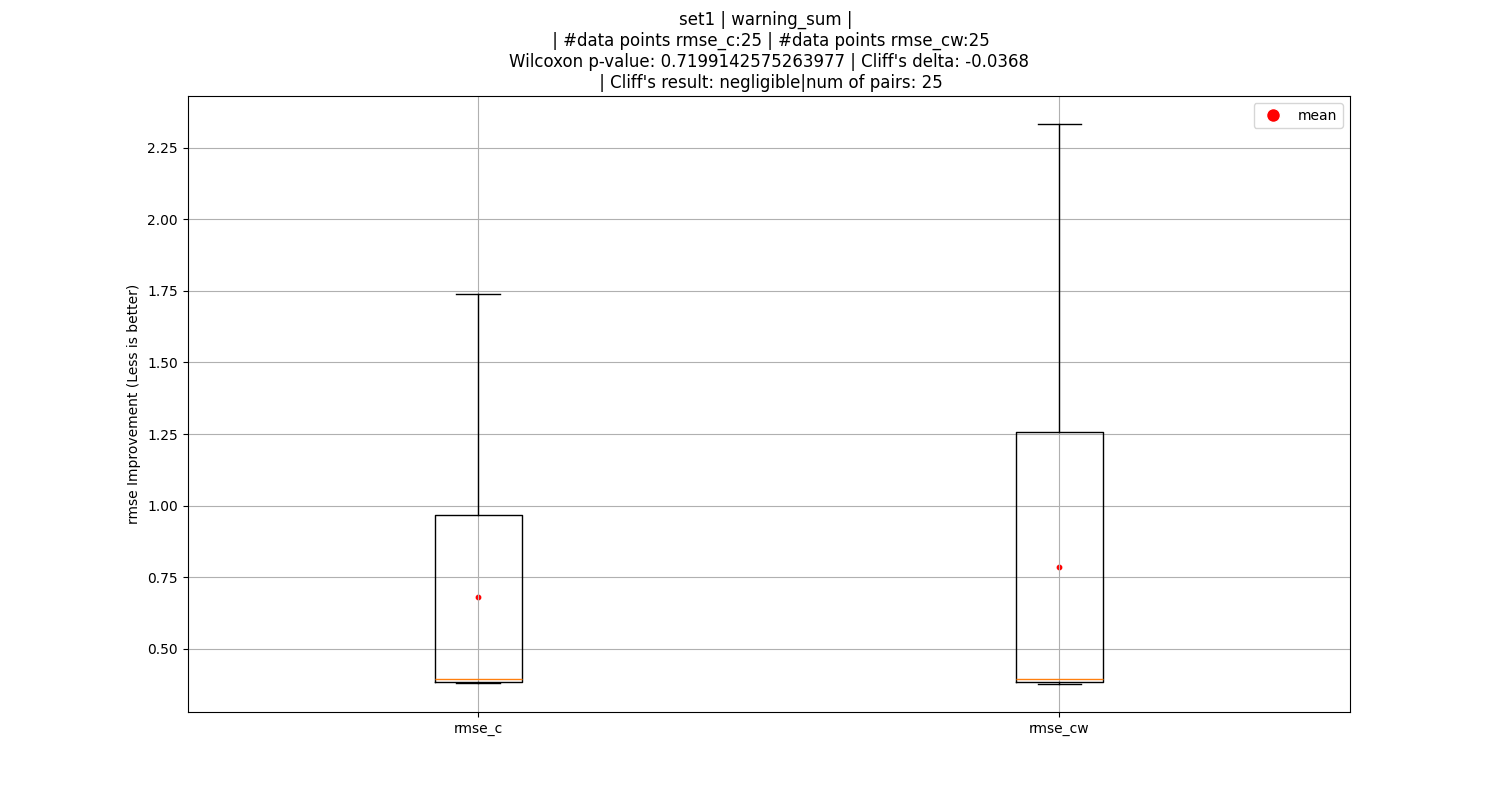 set1 | warning_sum |
| #data points rmse_c:25 | #data points rmse_cw:25
Wilcoxon p-value: 0.7199142575263977 | Cliff's delta: -0.0368
| Cliff's result: negligible|num of pairs: 25
mean
2.25
2.00
1.75
1.50
1.25
1.00
0.75
0.50
rmse Improvement (Less is better)
rmse_c
rmse_cw